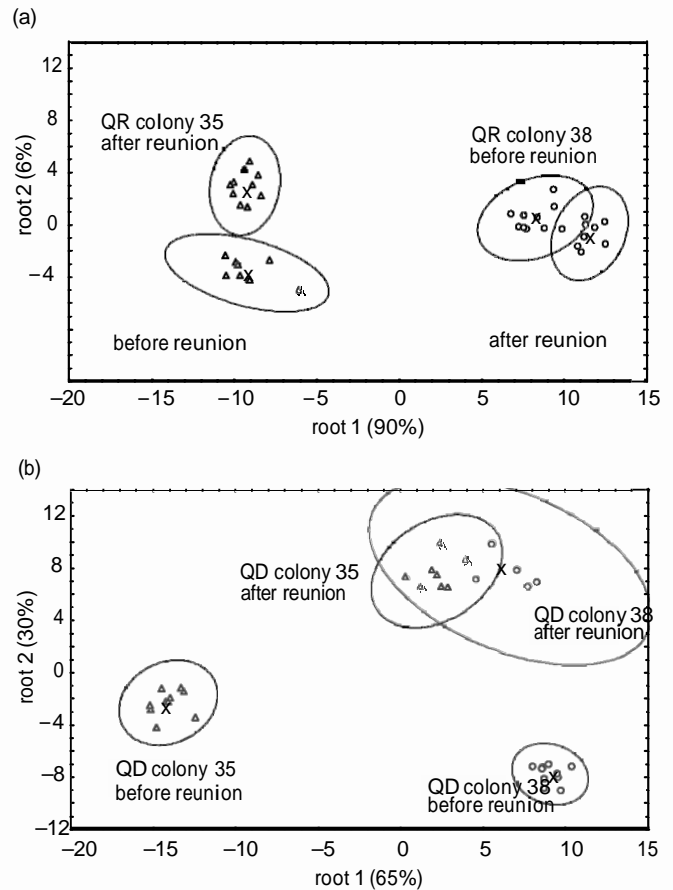 (a)
12
8
4
0
−4
root 2 (6%)
QR colony 35
after reunion
QR colony 38
before reunion
before reunion
after reunion
−20 −15 −10 −5 0 5 10 15
root 1 (90%)
(b)
12
8
4
0
−4
−8
−12
root 2 (30%)
QD colony 35
after reunion
QD colony 38
after reunion
QD colony 35
before reunion
QD colony 38
before reunion
−20 −15 −10 −5 0 5 10 15
root 1 (65%)